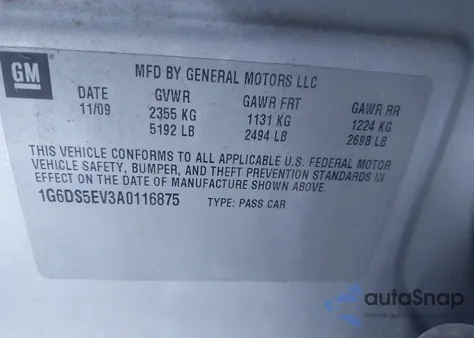 GM
MFD BY GENERAL MOTORS LLC
DATE GVWR GAWR FRT GAWR RR
11/09 2355 KG 1131 KG 1224 KG
5192 LB 2494 LB 2698 LB
THIS VEHICLE CONFORMS TO ALL APPLICABLE U.S. FEDERAL MOTOR
VEHICLE SAFETY, BUMPER, AND THEFT PREVENTION STANDARDS IN
EFFECT ON THE DATE OF MANUFACTURE SHOWN ABOVE.
1G6DS5EV3A0116875 TYPE: PASS CAR
autoSnap